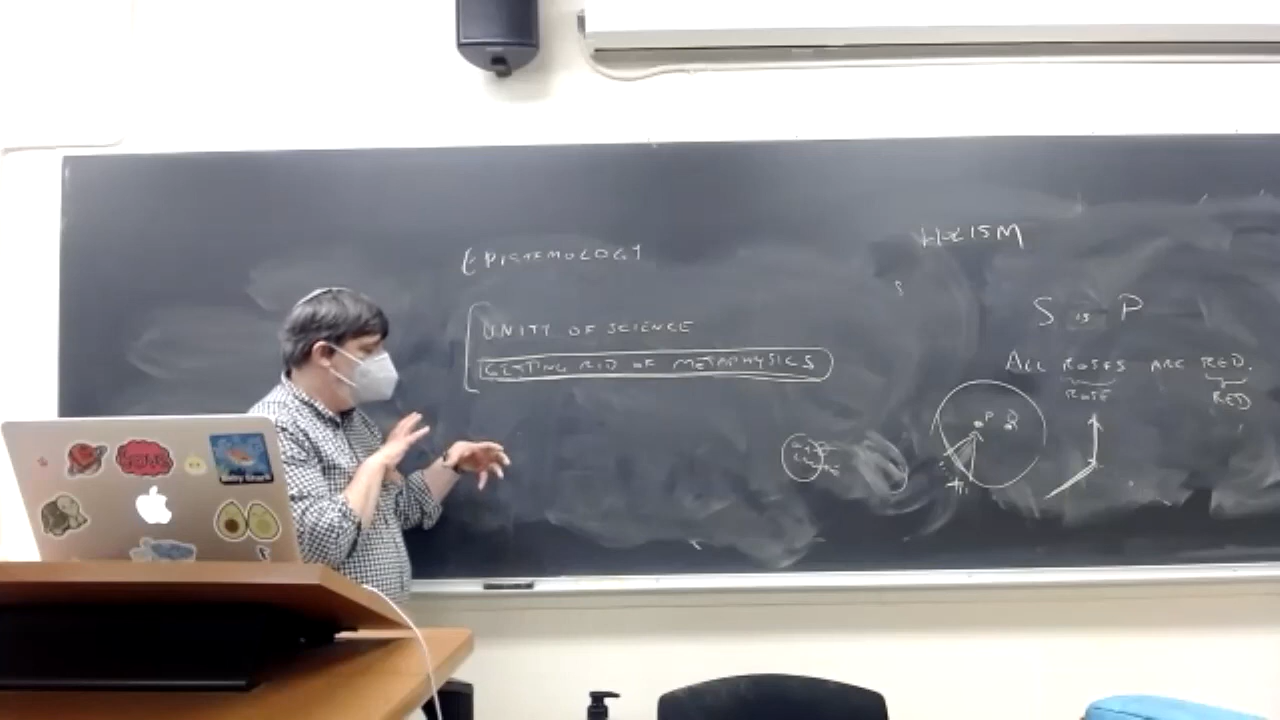 EPISTEMOLOGY
UNITY OF SCIENCE
GETTING RID OF METAPHYSICS
HOLISM
S is P
ALL ROSES ARE RED.
ROSE RED
P